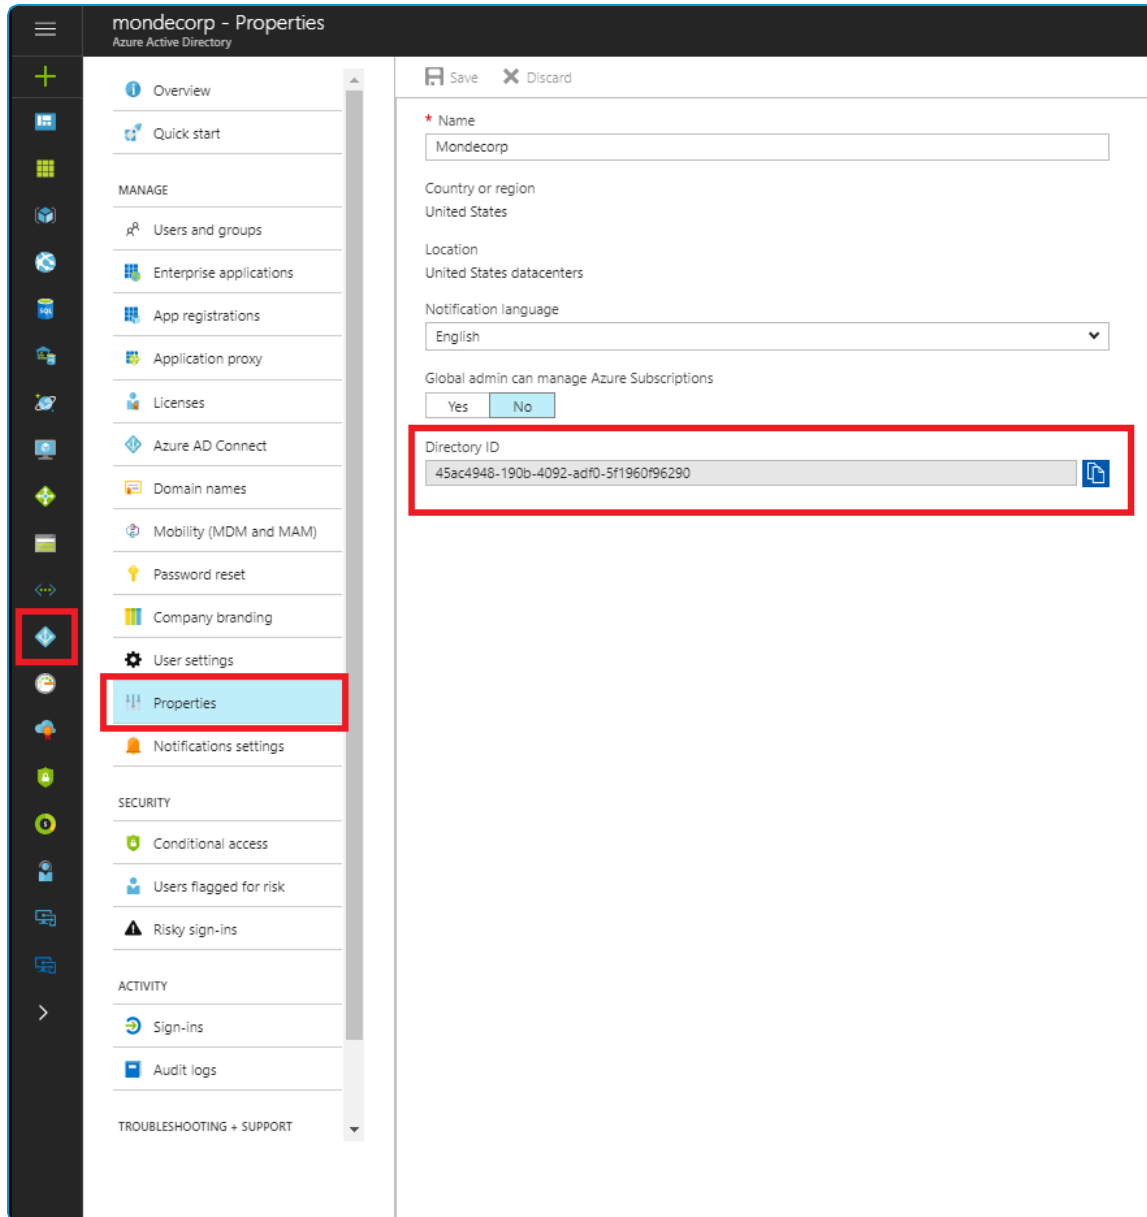 mondecorp - Properties
Azure Active Directory
Overview
Quick start
MANAGE
Users and groups
Enterprise applications
App registrations
Application proxy
Licenses
Azure AD Connect
Domain names
Mobility (MDM and MAM)
Password reset
Company branding
User settings
Properties
Notifications settings
SECURITY
Conditional access
Users flagged for risk
Risky sign-ins
ACTIVITY
Sign-ins
Audit logs
TROUBLESHOOTING + SUPPORT
Save Discard
* Name
Mondecorp
Country or region
United States
Location
United States datacenters
Notification language
English
Global admin can manage Azure Subscriptions
Yes No
Directory ID
45ac4948-190b-4092-adf0-5f1960f96290
SQL